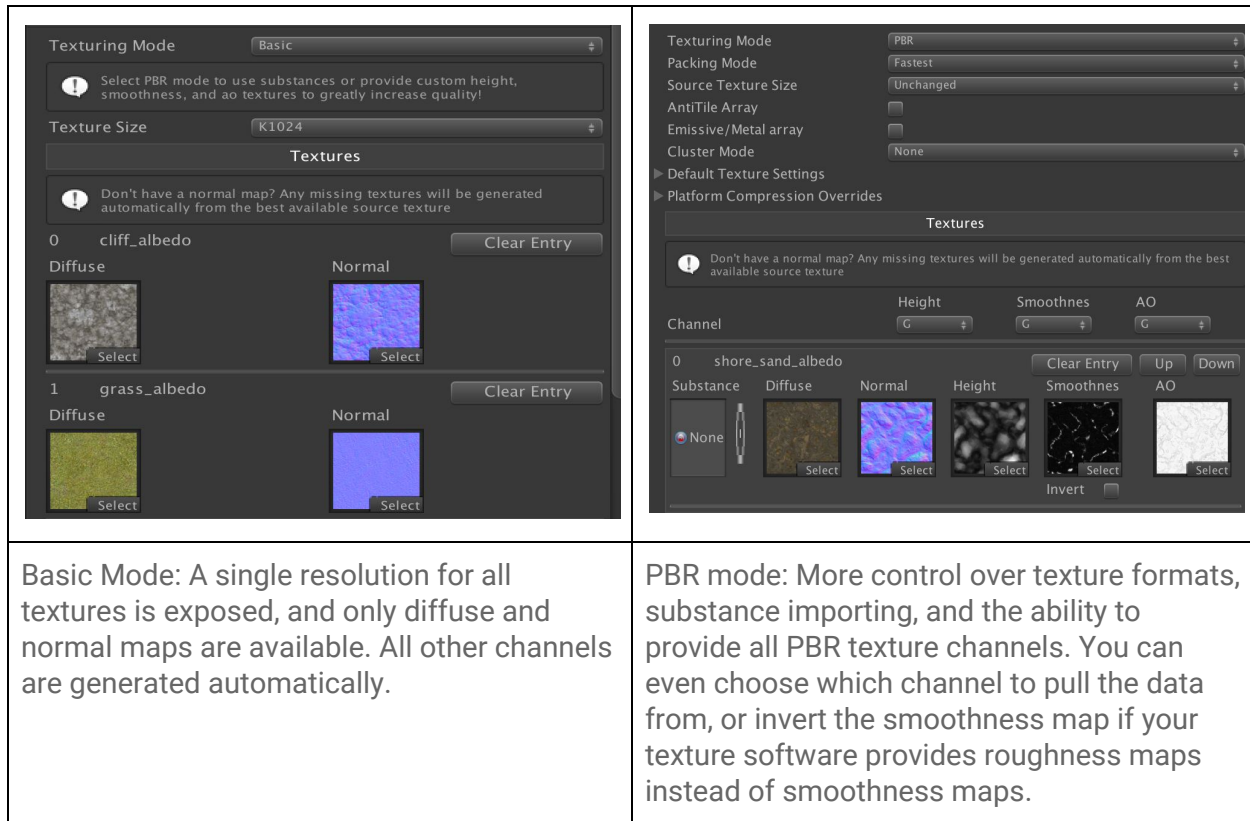 Texturing Mode Basic
Select PBR mode to use substances or provide custom height,
smoothness, and ao textures to greatly increase quality!
Texture Size K1024
Textures
Don't have a normal map? Any missing textures will be generated
automatically from the best available source texture
0 cliff_albedo Clear Entry
Diffuse Normal
Select Select
1 grass_albedo Clear Entry
Diffuse Normal
Select Select
Texturing Mode PBR
Packing Mode Fastest
Source Texture Size Unchanged
AntiTile Array
Emissive/Metal array
Cluster Mode None
Default Texture Settings
Platform Compression Overrides
Textures
Don't have a normal map? Any missing textures will be generated automatically from the best
available source texture
Height Smoothnes AO
Channel G G G
0 shore_sand_albedo Clear Entry Up Down
Substance Diffuse Normal Height Smoothnes AO
None
Select Select Select Select Select
Invert
Basic Mode: A single resolution for all
textures is exposed, and only diffuse and
normal maps are available. All other channels
are generated automatically.
PBR mode: More control over texture formats,
substance importing, and the ability to
provide all PBR texture channels. You can
even choose which channel to pull the data
from, or invert the smoothness map if your
texture software provides roughness maps
instead of smoothness maps.